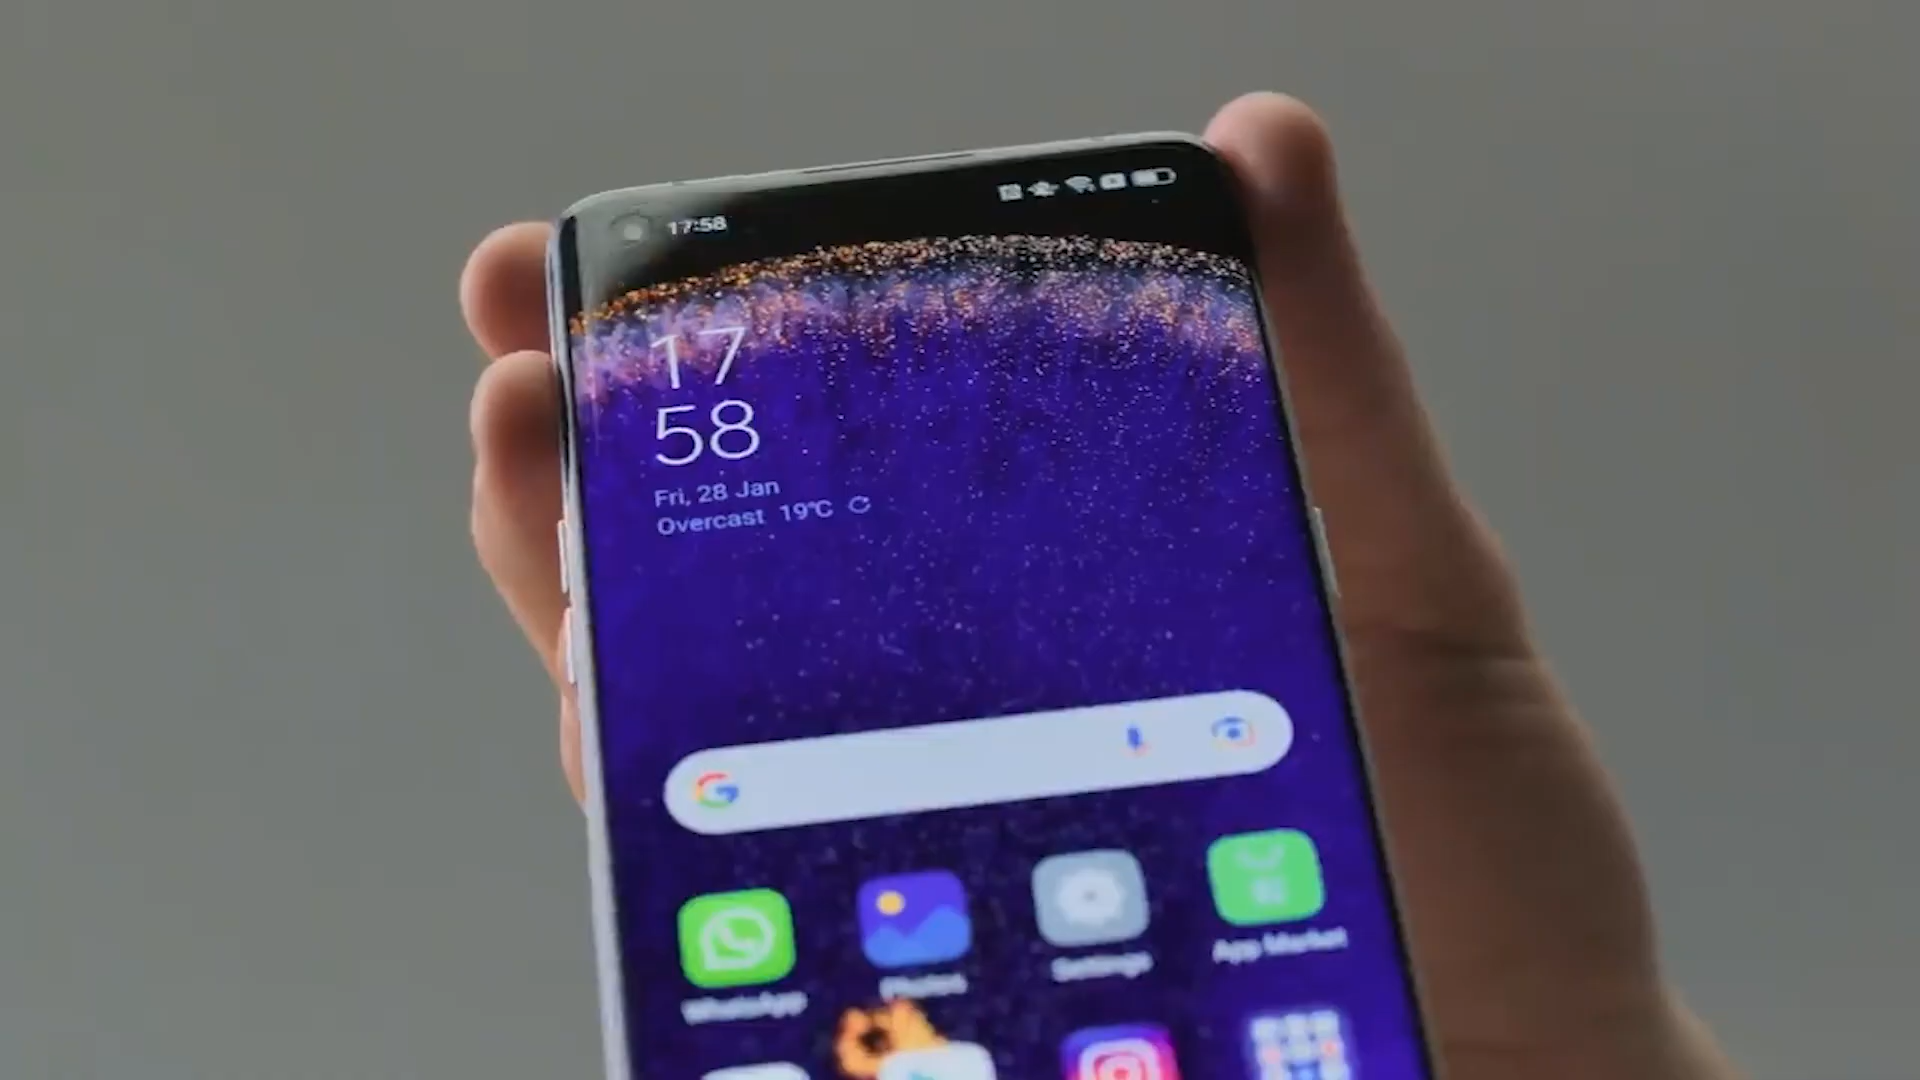 17:58
17
58
Fri, 28 Jan
Overcast 19°C
WhatsApp
Photos
Settings
App Market